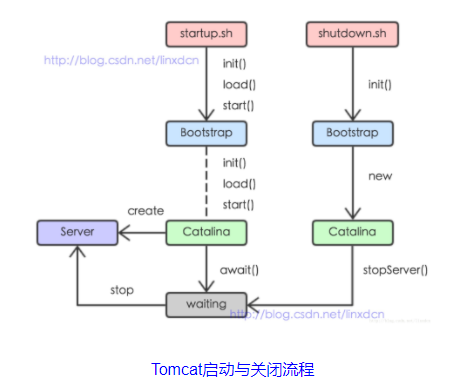 startup.sh
shutdown.sh
http://blog.csdn.net/linxdcn
init()
load()
start()
init()
Bootstrap
Bootstrap
init()
load()
start()
new
create
Server
Catalina
Catalina
await()
stopServer()
stop
waiting
http://blog.csdn.net/linxdcn
Tomcat启动与关闭流程